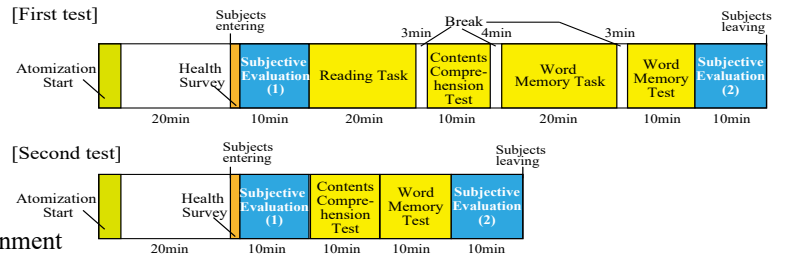 [First test]
Subjects
entering
Break
Subjects
leaving
3min
4min
3min
Atomization
Start
Health
Survey
Subjective
Evaluation
(1)
Reading Task
Contents
Compre-
hension
Test
Word
Memory Task
Word
Memory
Test
Subjective
Evaluation
(2)
20min
10min
20min
10min
20min
10min
10min
[Second test]
Subjects
entering
Subjects
leaving
Atomization
Start
Health
Survey
Subjective
Evaluation
(1)
Contents
Compre-
hension
Test
Word
Memory
Test
Subjective
Evaluation
(2)
nment
20min
10min
10min
10min
10min